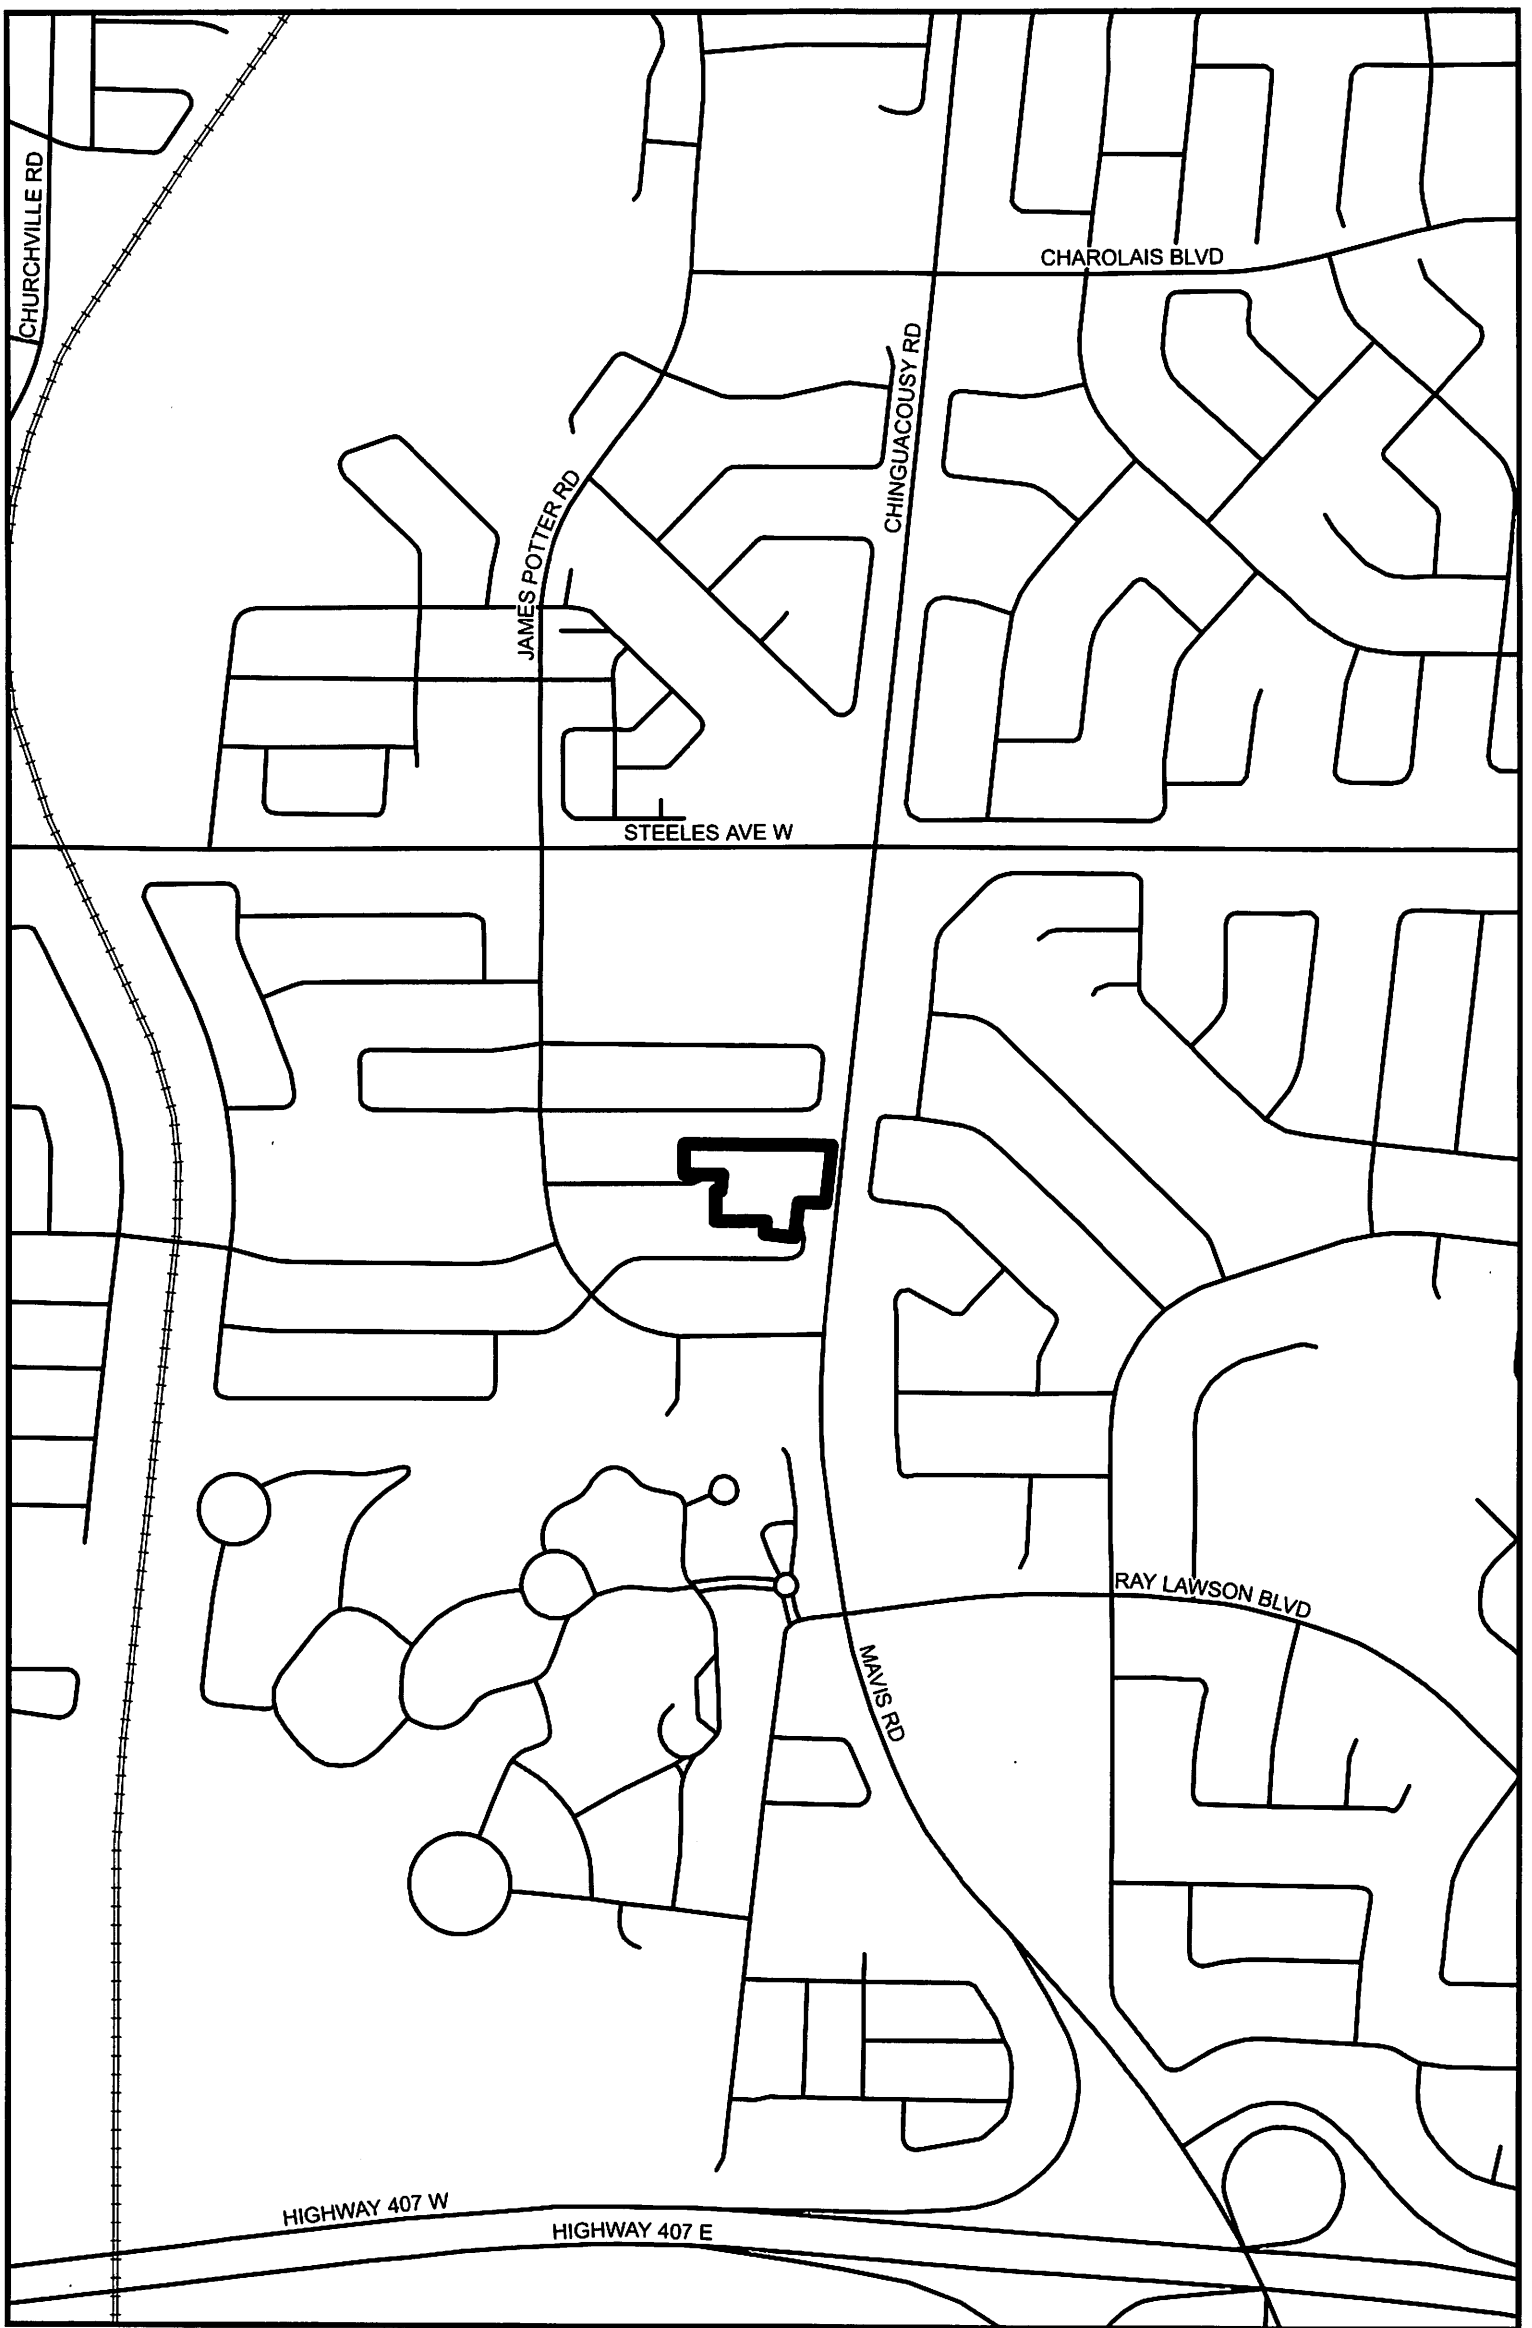 CHURCHVILLE RD
CHAROLAIS BLVD
CHINGUACOUSY RD
JAMES POTTER RD
STEELES AVE W
RAY LAWSON BLVD
MAVIS RD
HIGHWAY 407 W
HIGHWAY 407 E